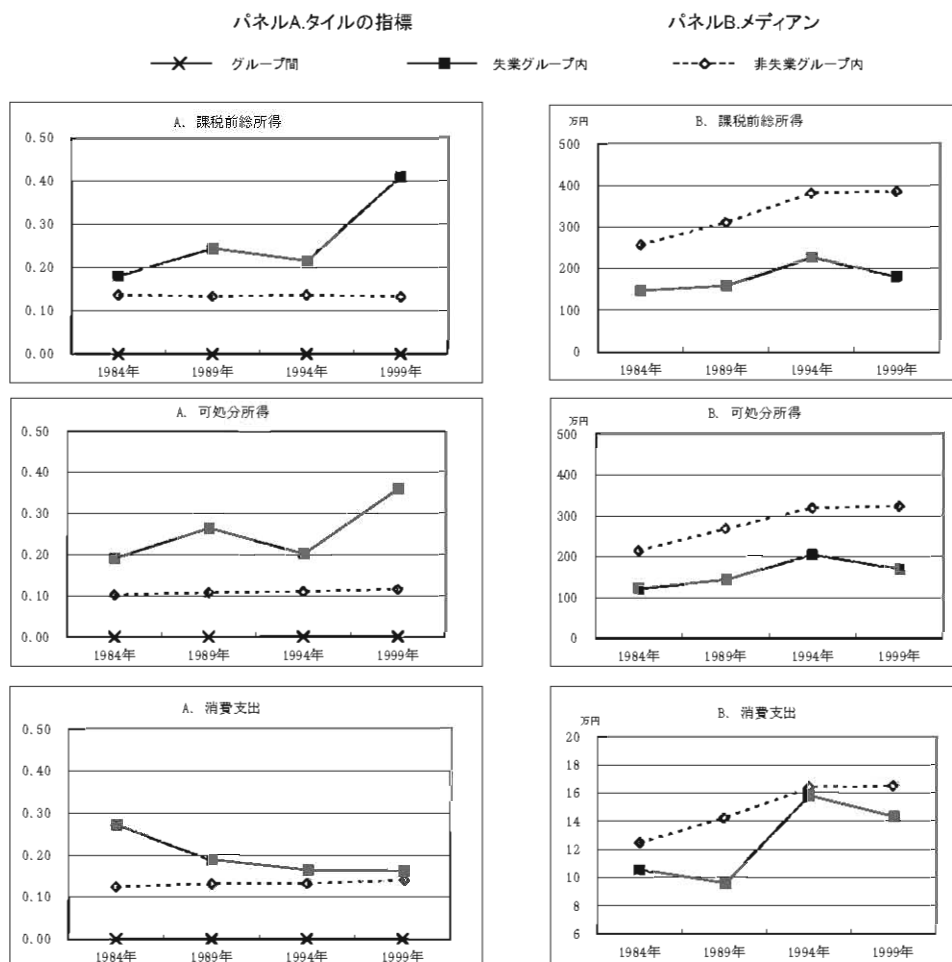 パネルA.タイルの指標
パネルB.メディアン
グループ間
失業グループ内
非失業グループ内
A. 課税前総所得
0.50
0.40
0.30
0.20
0.10
0.00
1984年 1989年 1994年 1999年
B. 課税前総所得
万円
500
400
300
200
100
0
1984年 1989年 1994年 1999年
A. 可処分所得
0.50
0.40
0.30
0.20
0.10
0.00
1984年 1989年 1994年 1999年
B. 可処分所得
万円
500
400
300
200
100
0
1984年 1989年 1994年 1999年
A. 消費支出
0.50
0.40
0.30
0.20
0.10
0.00
1984年 1989年 1994年 1999年
B. 消費支出
万円
20
18
16
14
12
10
8
6
1984年 1989年 1994年 1999年